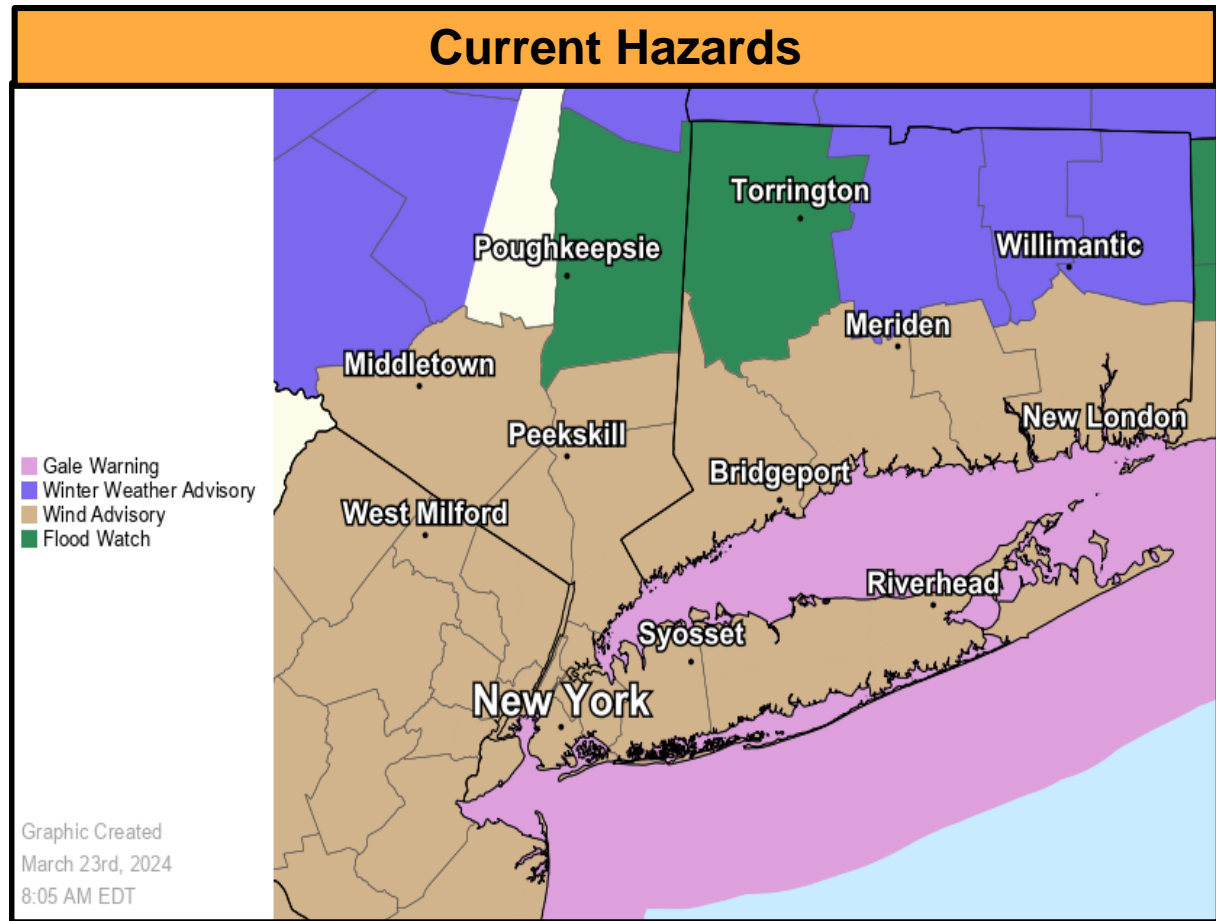 Current Hazards
Torrington
Poughkeepsie
Willimantic
Meriden
Middletown
New London
Peekskill
Bridgeport
Gale Warning
Winter Weather Advisory
Wind Advisory
Flood Watch
West Milford
Riverhead
Syosset
New York
Graphic Created
March 23rd, 2024
8:05 AM EDT